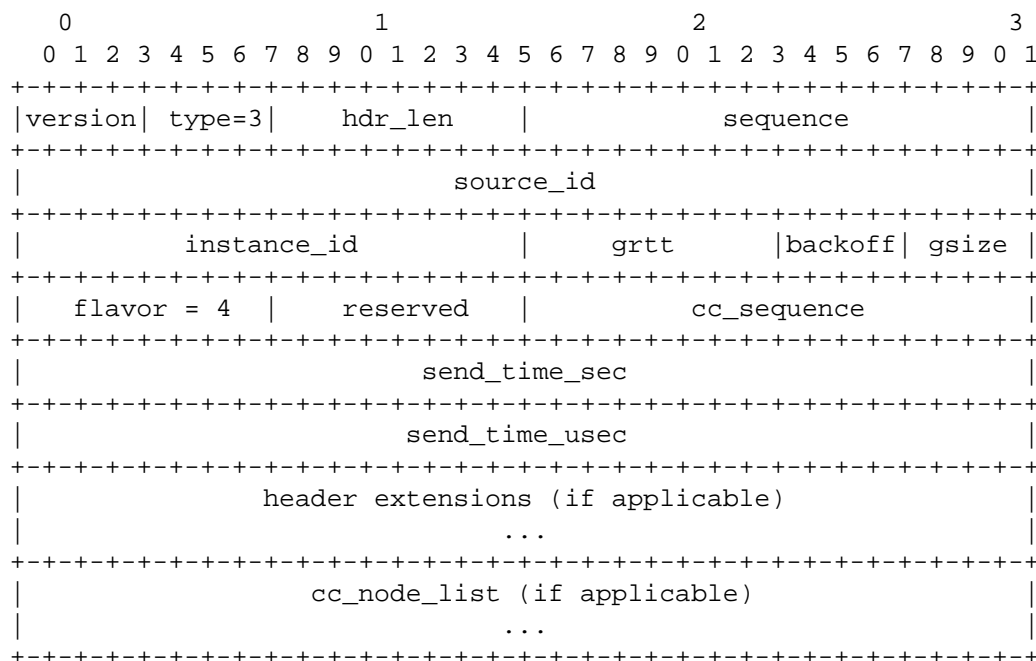 0                   1                   2                   3
  0 1 2 3 4 5 6 7 8 9 0 1 2 3 4 5 6 7 8 9 0 1 2 3 4 5 6 7 8 9 0 1
+-+-+-+-+-+-+-+-+-+-+-+-+-+-+-+-+-+-+-+-+-+-+-+-+-+-+-+-+-+-+-+-+
|version| type=3|    hdr_len    |            sequence           |
+-+-+-+-+-+-+-+-+-+-+-+-+-+-+-+-+-+-+-+-+-+-+-+-+-+-+-+-+-+-+-+-+
|                           source_id                           |
+-+-+-+-+-+-+-+-+-+-+-+-+-+-+-+-+-+-+-+-+-+-+-+-+-+-+-+-+-+-+-+-+
|          instance_id          |     grtt      |backoff| gsize |
+-+-+-+-+-+-+-+-+-+-+-+-+-+-+-+-+-+-+-+-+-+-+-+-+-+-+-+-+-+-+-+-+
|   flavor = 4  |    reserved   |          cc_sequence          |
+-+-+-+-+-+-+-+-+-+-+-+-+-+-+-+-+-+-+-+-+-+-+-+-+-+-+-+-+-+-+-+-+
|                         send_time_sec                         |
+-+-+-+-+-+-+-+-+-+-+-+-+-+-+-+-+-+-+-+-+-+-+-+-+-+-+-+-+-+-+-+-+
|                        send_time_usec                         |
+-+-+-+-+-+-+-+-+-+-+-+-+-+-+-+-+-+-+-+-+-+-+-+-+-+-+-+-+-+-+-+-+
|               header extensions (if applicable)               |
|                              ...                              |
+-+-+-+-+-+-+-+-+-+-+-+-+-+-+-+-+-+-+-+-+-+-+-+-+-+-+-+-+-+-+-+-+
|                  cc_node_list (if applicable)                 |
|                              ...                              |
+-+-+-+-+-+-+-+-+-+-+-+-+-+-+-+-+-+-+-+-+-+-+-+-+-+-+-+-+-+-+-+-+